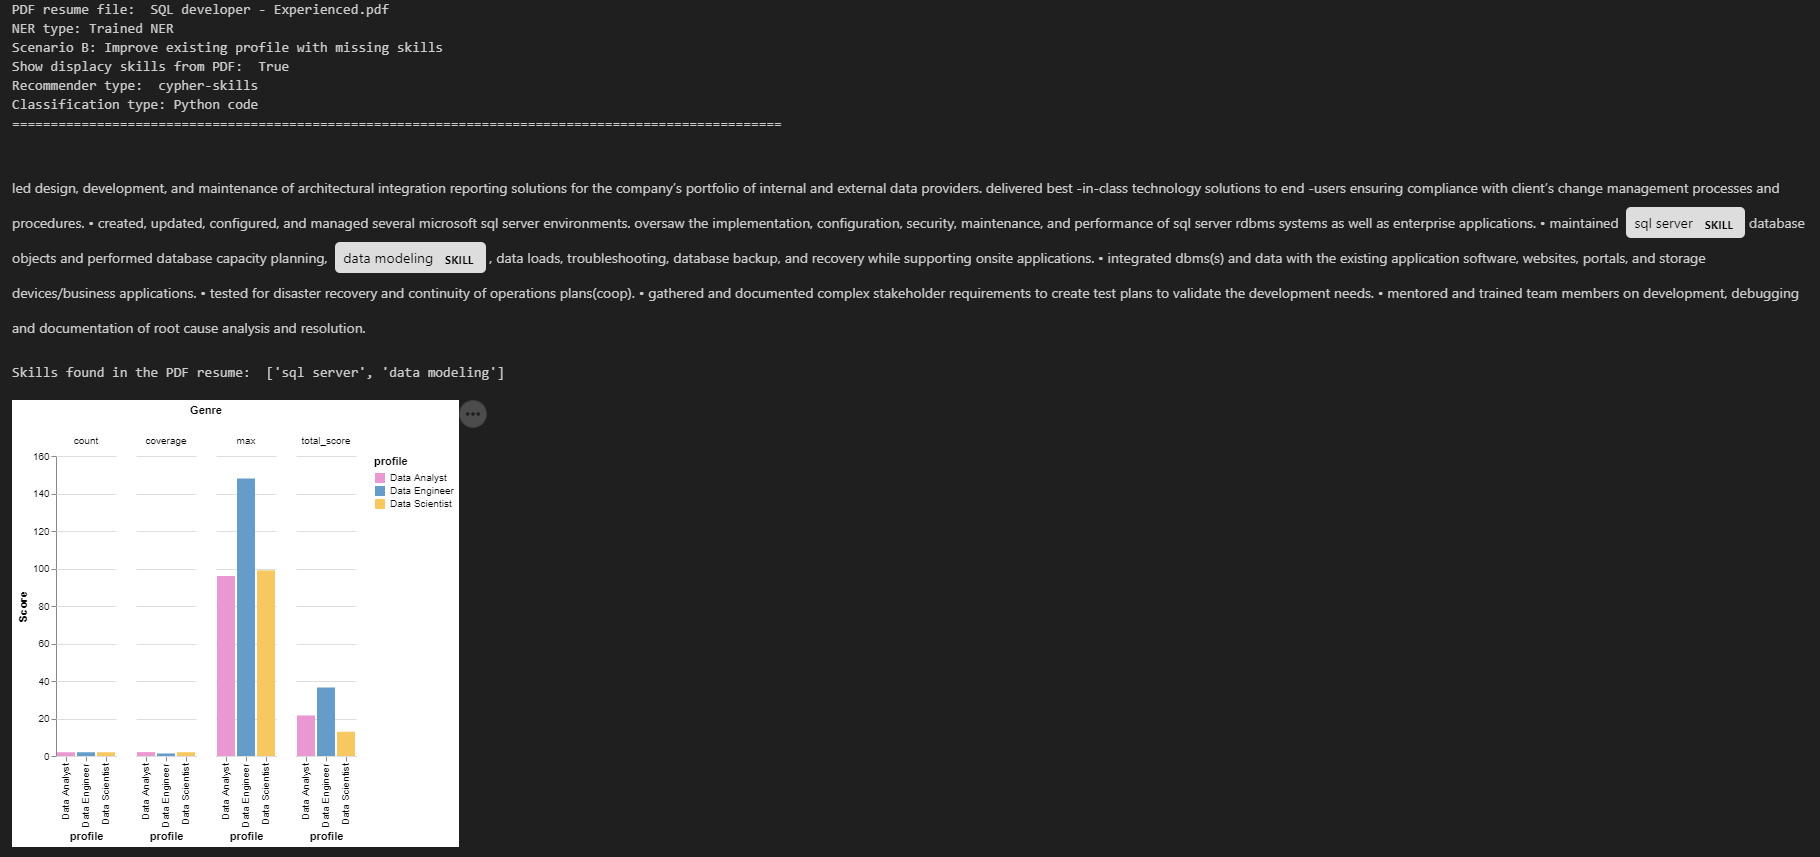 PDF resume file:  SQL developer - Experienced.pdf
NER type: Trained NER
Scenario B: Improve existing profile with missing skills
Show displacy skills from PDF:  True
Recommender type:  cypher-skills
Classification type: Python code
====================================================================================================
led design, development, and maintenance of architectural integration reporting solutions for the company's portfolio of internal and external data providers. delivered best -in-class technology solutions to end -users ensuring compliance with client's change management processes and
procedures. • created, updated, configured, and managed several microsoft sql server environments. oversaw the implementation, configuration, security, maintenance, and performance of sql server rdbms systems as well as enterprise applications. • maintained sql server SKILL database
objects and performed database capacity planning, data modeling SKILL , data loads, troubleshooting, database backup, and recovery while supporting onsite applications. • integrated dbms(s) and data with the existing application software, websites, portals, and storage
devices/business applications. • tested for disaster recovery and continuity of operations plans(coop). • gathered and documented complex stakeholder requirements to create test plans to validate the development needs. • mentored and trained team members on development, debugging
and documentation of root cause analysis and resolution.
Skills found in the PDF resume:  ['sql server', 'data modeling']
Genre
count coverage max total_score
160
140
120
100
80
60
40
20
0
Score
profile
Data Analyst
Data Engineer
Data Scientist
Data Analyst
Data Engineer
Data Scientist
Data Analyst
Data Engineer
Data Scientist
Data Analyst
Data Engineer
Data Scientist
Data Analyst
Data Engineer
Data Scientist
profile profile profile profile